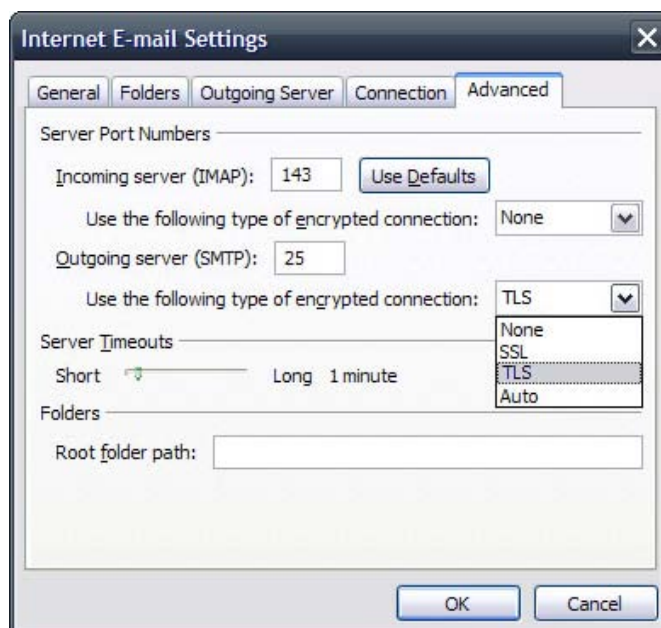 Internet E-mail Settings
General Folders Outgoing Server Connection Advanced
Server Port Numbers
Incoming server (IMAP): 143 Use Defaults
Use the following type of encrypted connection: None
Outgoing server (SMTP): 25
Use the following type of encrypted connection: TLS
None
SSL
TLS
Auto
Server Timeouts
Short Long 1 minute
Folders
Root folder path:
OK Cancel